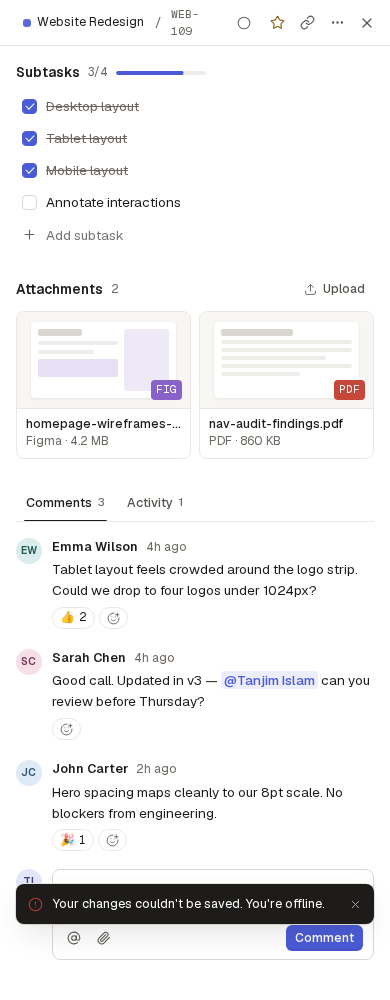 Website Redesign / WEB-
109
Subtasks 3/4
Desktop layout
Tablet layout
Mobile layout
Annotate interactions
Add subtask
Attachments 2 Upload
FIG PDF
homepage-wireframes-... nav-audit-findings.pdf
Figma · 4.2 MB PDF · 860 KB
Comments 3 Activity 1
EW Emma Wilson 4h ago
Tablet layout feels crowded around the logo strip.
Could we drop to four logos under 1024px?
👍 2
SC Sarah Chen 4h ago
Good call. Updated in v3 — @Tanjim Islam can you
review before Thursday?
JC John Carter 2h ago
Hero spacing maps cleanly to our 8pt scale. No
blockers from engineering.
🎉 1
TI
Your changes couldn't be saved. You're offline.
Comment